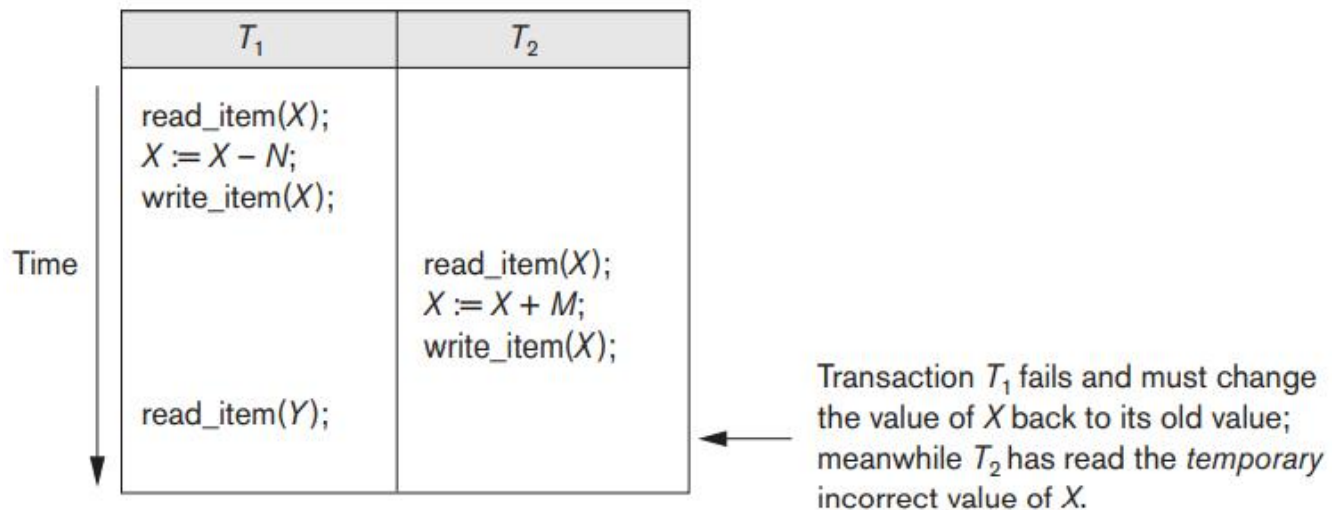 T₁ T₂
read_item(X);
X := X – N;
write_item(X);
Time
read_item(X);
X := X + M;
write_item(X);
read_item(Y);
Transaction T₁ fails and must change
the value of X back to its old value;
meanwhile T₂ has read the temporary
incorrect value of X.